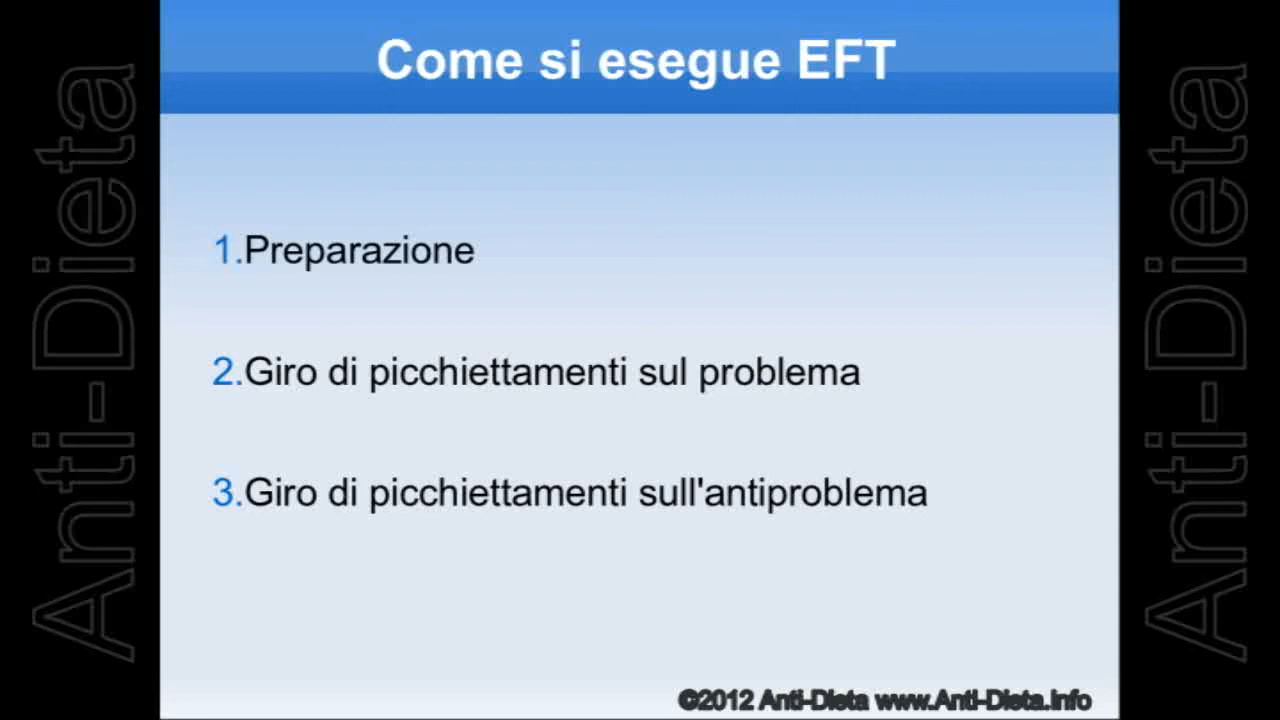 Come si esegue EFT
1.Preparazione
2.Giro di picchiettamenti sul problema
3.Giro di picchiettamenti sull'antiproblema
©2012 Anti-Dieta www.Anti-Dieta.info
Anti-Dieta
Anti-Dieta